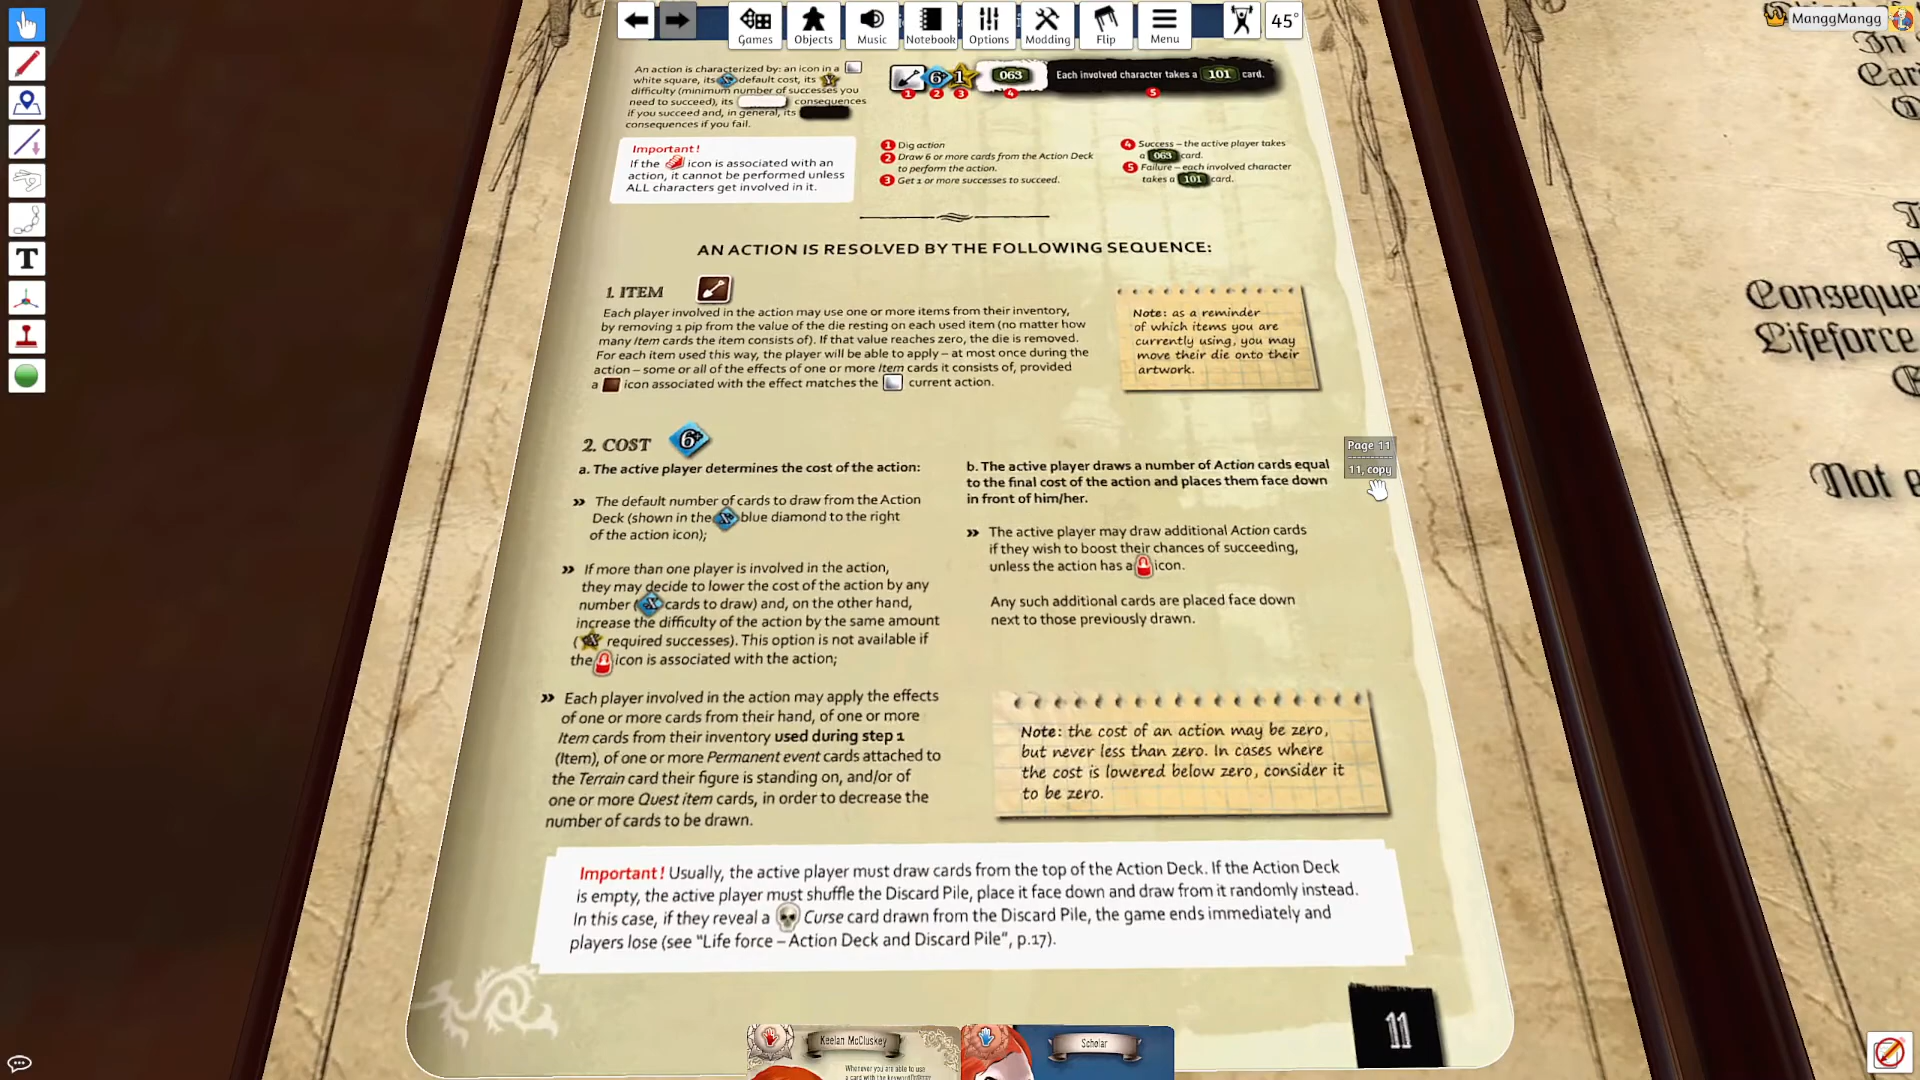 Games
Objects
Music
Notebook
Options
Modding
Flip
Menu
45°
ManggMangg
An action is characterized by: an icon in a
white square, its default cost, its
difficulty (minimum number of successes you
need to succeed), its consequences
if you succeed and, in general, its
consequences if you fail.
6+ 1 063 Each involved character takes a 101 card.
1 2 3 4 5
Important!
If the icon is associated with an
action, it cannot be performed unless
ALL characters get involved in it.
1 Dig action
2 Draw 6 or more cards from the Action Deck
to perform the action.
3 Get 1 or more successes to succeed.
4 Success – the active player takes
a 063 card.
5 Failure – each involved character
takes a 101 card.
AN ACTION IS RESOLVED BY THE FOLLOWING SEQUENCE:
1. ITEM
Each player involved in the action may use one or more items from their inventory,
by removing 1 pip from the value of the die resting on each used item (no matter how
many Item cards the item consists of). If that value reaches zero, the die is removed.
For each item used this way, the player will be able to apply – at most once during the
action – some or all of the effects of one or more Item cards it consists of, provided
a icon associated with the effect matches the current action.
Note: as a reminder
of which items you are
currently using, you may
move their die onto their
artwork.
2. COST 6+
a. The active player determines the cost of the action:
» The default number of cards to draw from the Action
Deck (shown in the X blue diamond to the right
of the action icon);
» If more than one player is involved in the action,
they may decide to lower the cost of the action by any
number (X cards to draw) and, on the other hand,
increase the difficulty of the action by the same amount
(X required successes). This option is not available if
the icon is associated with the action;
» Each player involved in the action may apply the effects
of one or more cards from their hand, of one or more
Item cards from their inventory used during step 1
(Item), of one or more Permanent event cards attached to
the Terrain card their figure is standing on, and/or of
one or more Quest item cards, in order to decrease the
number of cards to be drawn.
b. The active player draws a number of Action cards equal
to the final cost of the action and places them face down
in front of him/her.
» The active player may draw additional Action cards
if they wish to boost their chances of succeeding,
unless the action has a icon.
Any such additional cards are placed face down
next to those previously drawn.
Page 11
11, copy
Note: the cost of an action may be zero,
but never less than zero. In cases where
the cost is lowered below zero, consider it
to be zero.
Important! Usually, the active player must draw cards from the top of the Action Deck. If the Action Deck
is empty, the active player must shuffle the Discard Pile, place it face down and draw from it randomly instead.
In this case, if they reveal a Curse card drawn from the Discard Pile, the game ends immediately and
players lose (see “Life force – Action Deck and Discard Pile”, p.17).
11
Keelan McCluskey
Whenever you are able to use
a card with the keyword
Scholar
In
Consequen
Lifeforce
Not e
T